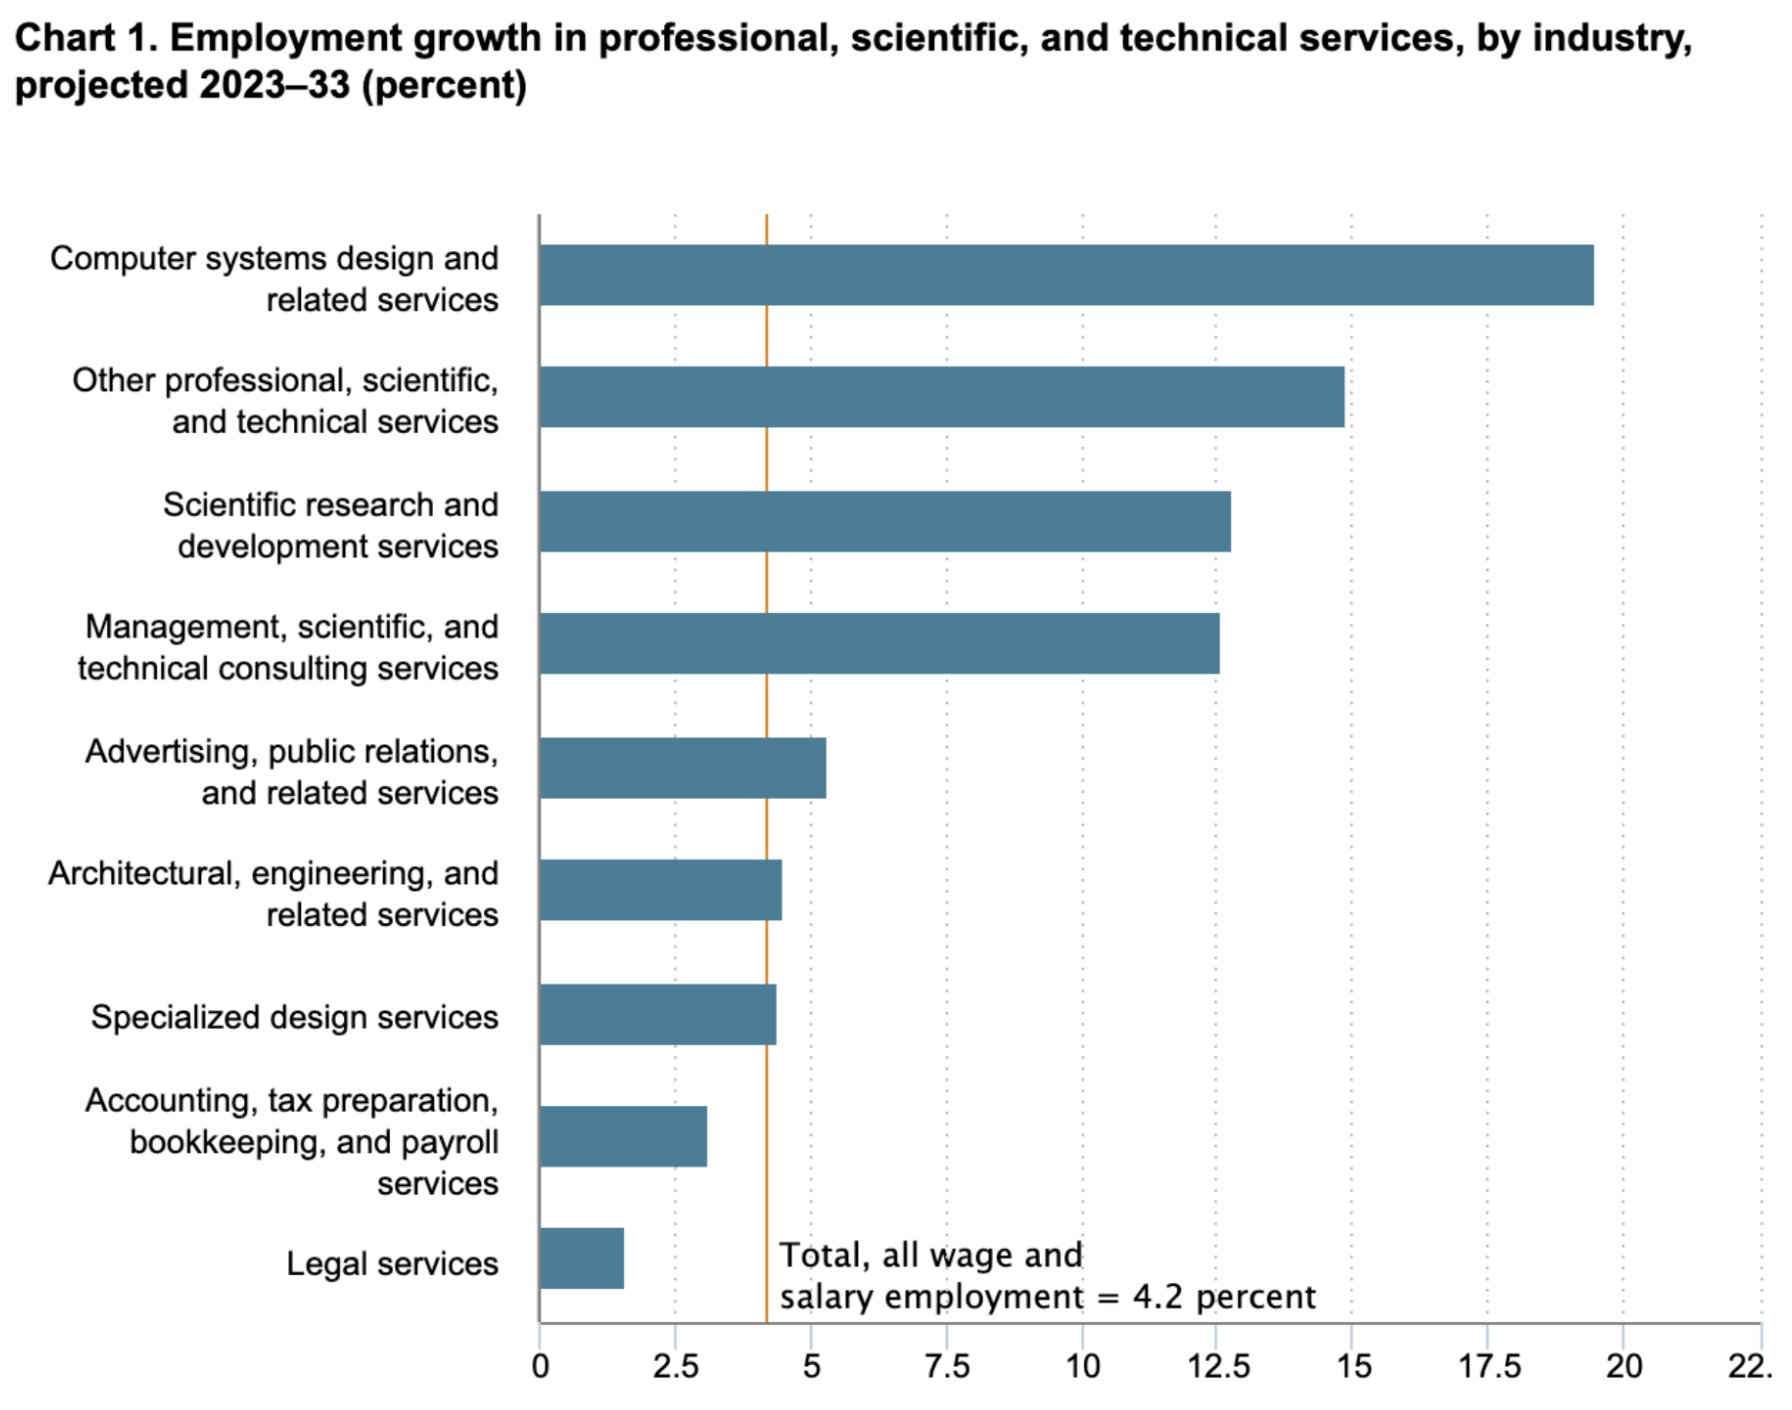 Chart 1. Employment growth in professional, scientific, and technical services, by industry,
projected 2023–33 (percent)
Computer systems design and
related services
Other professional, scientific,
and technical services
Scientific research and
development services
Management, scientific, and
technical consulting services
Advertising, public relations,
and related services
Architectural, engineering, and
related services
Specialized design services
Accounting, tax preparation,
bookkeeping, and payroll
services
Legal services
Total, all wage and
salary employment = 4.2 percent
0 2.5 5 7.5 10 12.5 15 17.5 20 22.